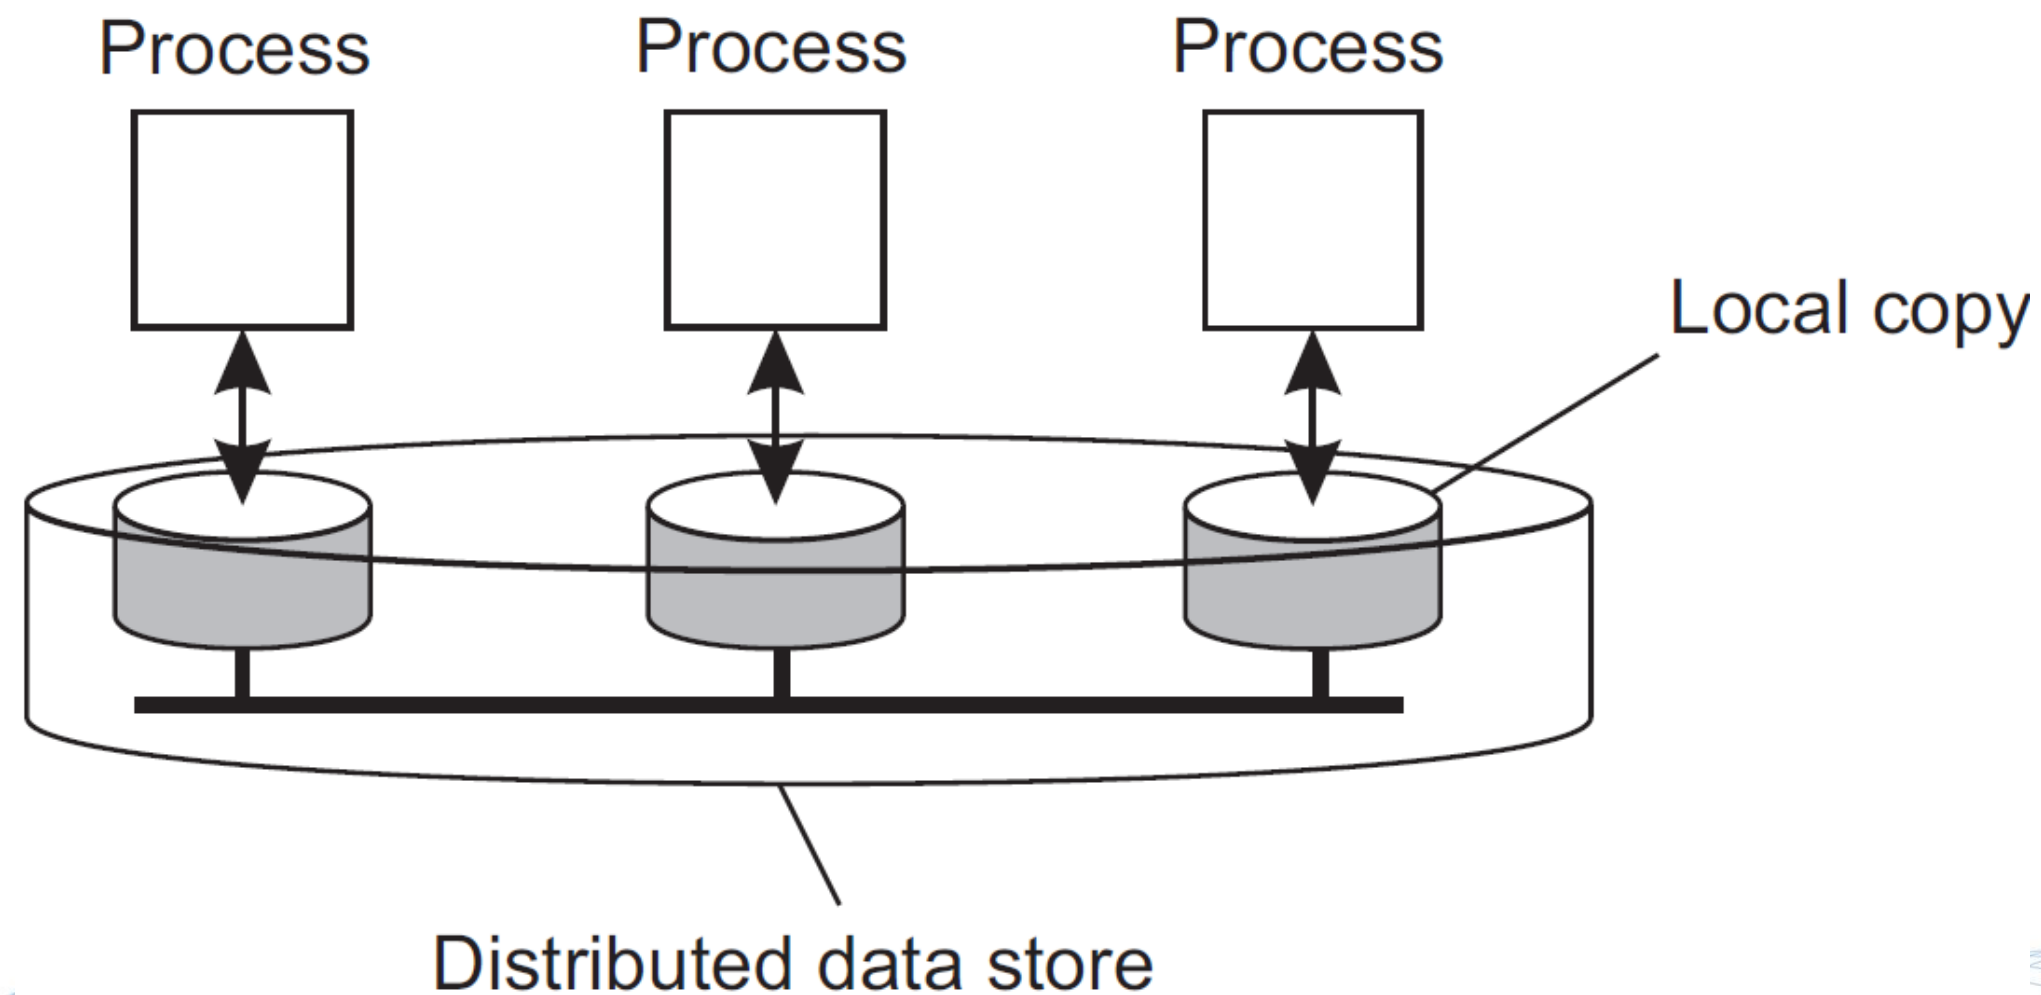 Process Process Process
Local copy
Distributed data store